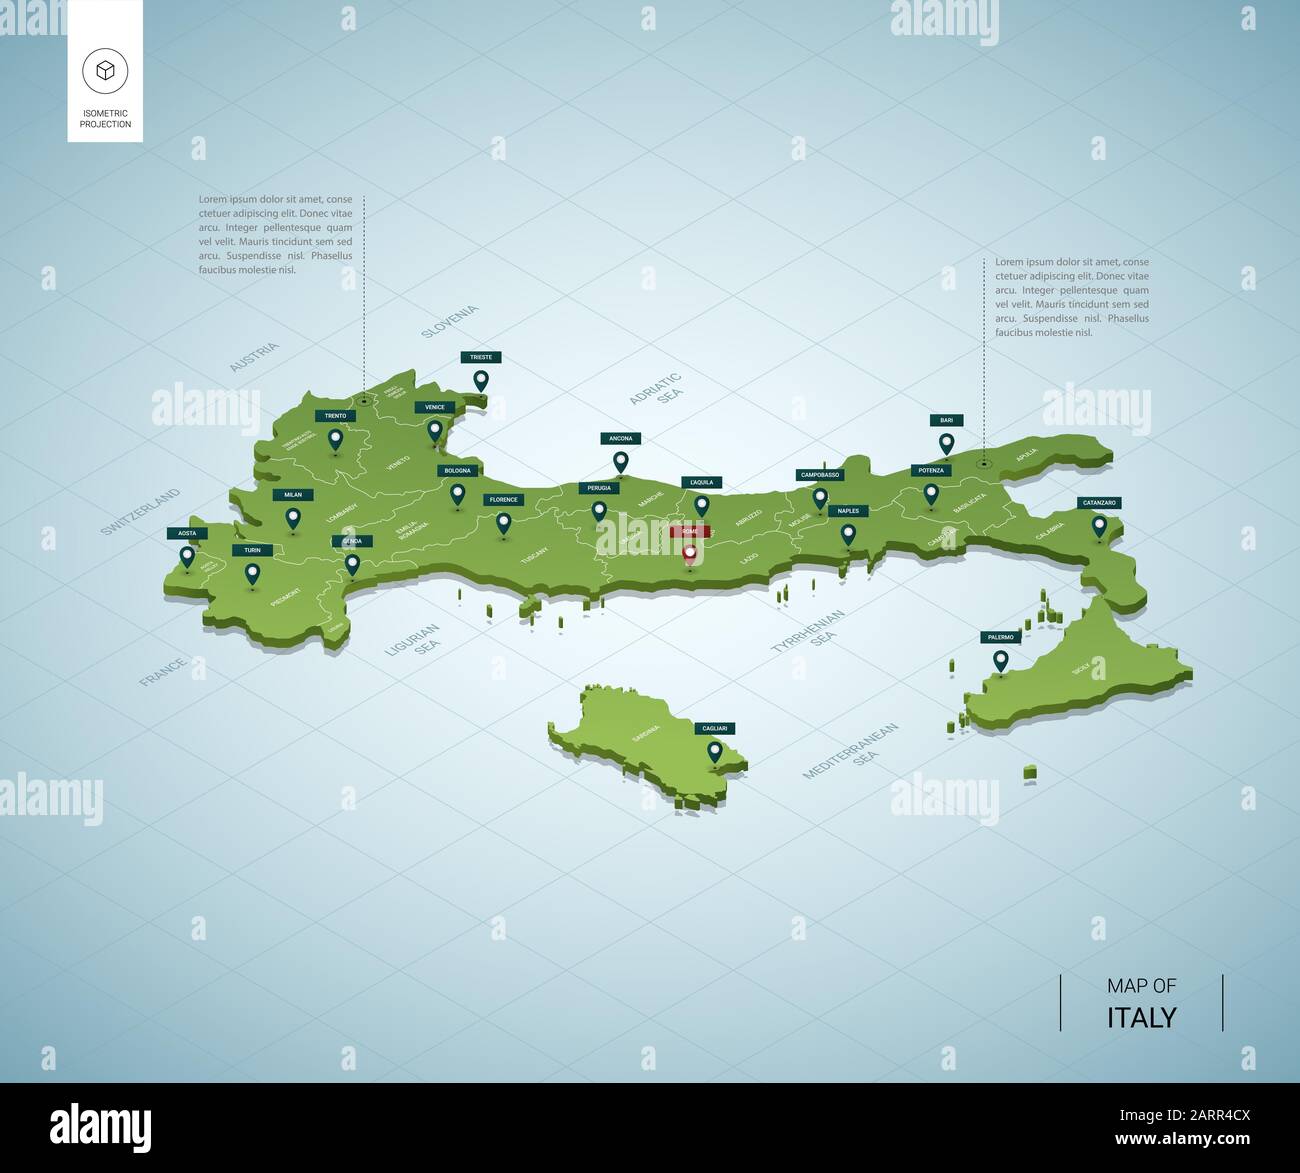 ISOMETRIC
PROJECTION
Lorem ipsum dolor sit amet, conse
ctetuer adipiscing elit. Donec vitae
arcu. Integer pellentesque quam
vel velit. Mauris tincidunt sem sed
arcu. Suspendisse nisl. Phasellus
faucibus molestie nisl.
Lorem ipsum dolor sit amet, conse
ctetuer adipiscing elit. Donec vitae
arcu. Integer pellentesque quam
vel velit. Mauris tincidunt sem sed
arcu. Suspendisse nisl. Phasellus
faucibus molestie nisl.
SLOVENIA
AUSTRIA
TRIESTE
ADRIATIC
SEA
TRENTO
VENICE
BARI
ANCONA
APULIA
VENETO
BOLOGNA
L'AQUILA
CAMPOBASSO
POTENZA
PERUGIA
MILAN
FLORENCE
MARCHE
SWITZERLAND
LOMBARDY
NAPLES
BASILICATA
CATANZARO
ABRUZZO
MOLISE
AOSTA
EMILIA-
ROMAGNA
ROME
CALABRIA
GENOA
TURIN
TUSCANY
LAZIO
PIEDMONT
LIGURIAN
SEA
TYRRHENIAN
SEA
PALERMO
FRANCE
SICILY
SARDINIA
CAGLIARI
MEDITERRANEAN
SEA
MAP OF
ITALY
alamy
alamy
alamy
alamy
alamy
alamy
alamy
alamy
a
a
a
a
alamy
Image ID: 2ARR4CX
www.alamy.com